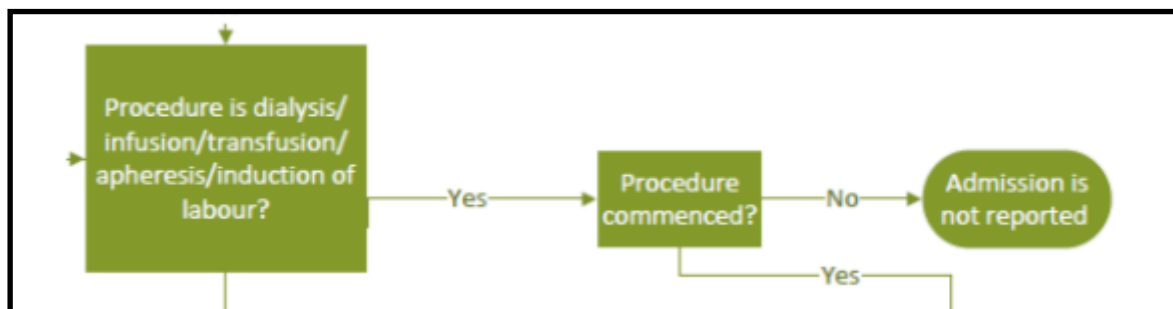 Procedure is dialysis/
infusion/transfusion/
apheresis/induction of
labour?
Yes
Procedure
commenced?
No
Admission is
not reported
Yes